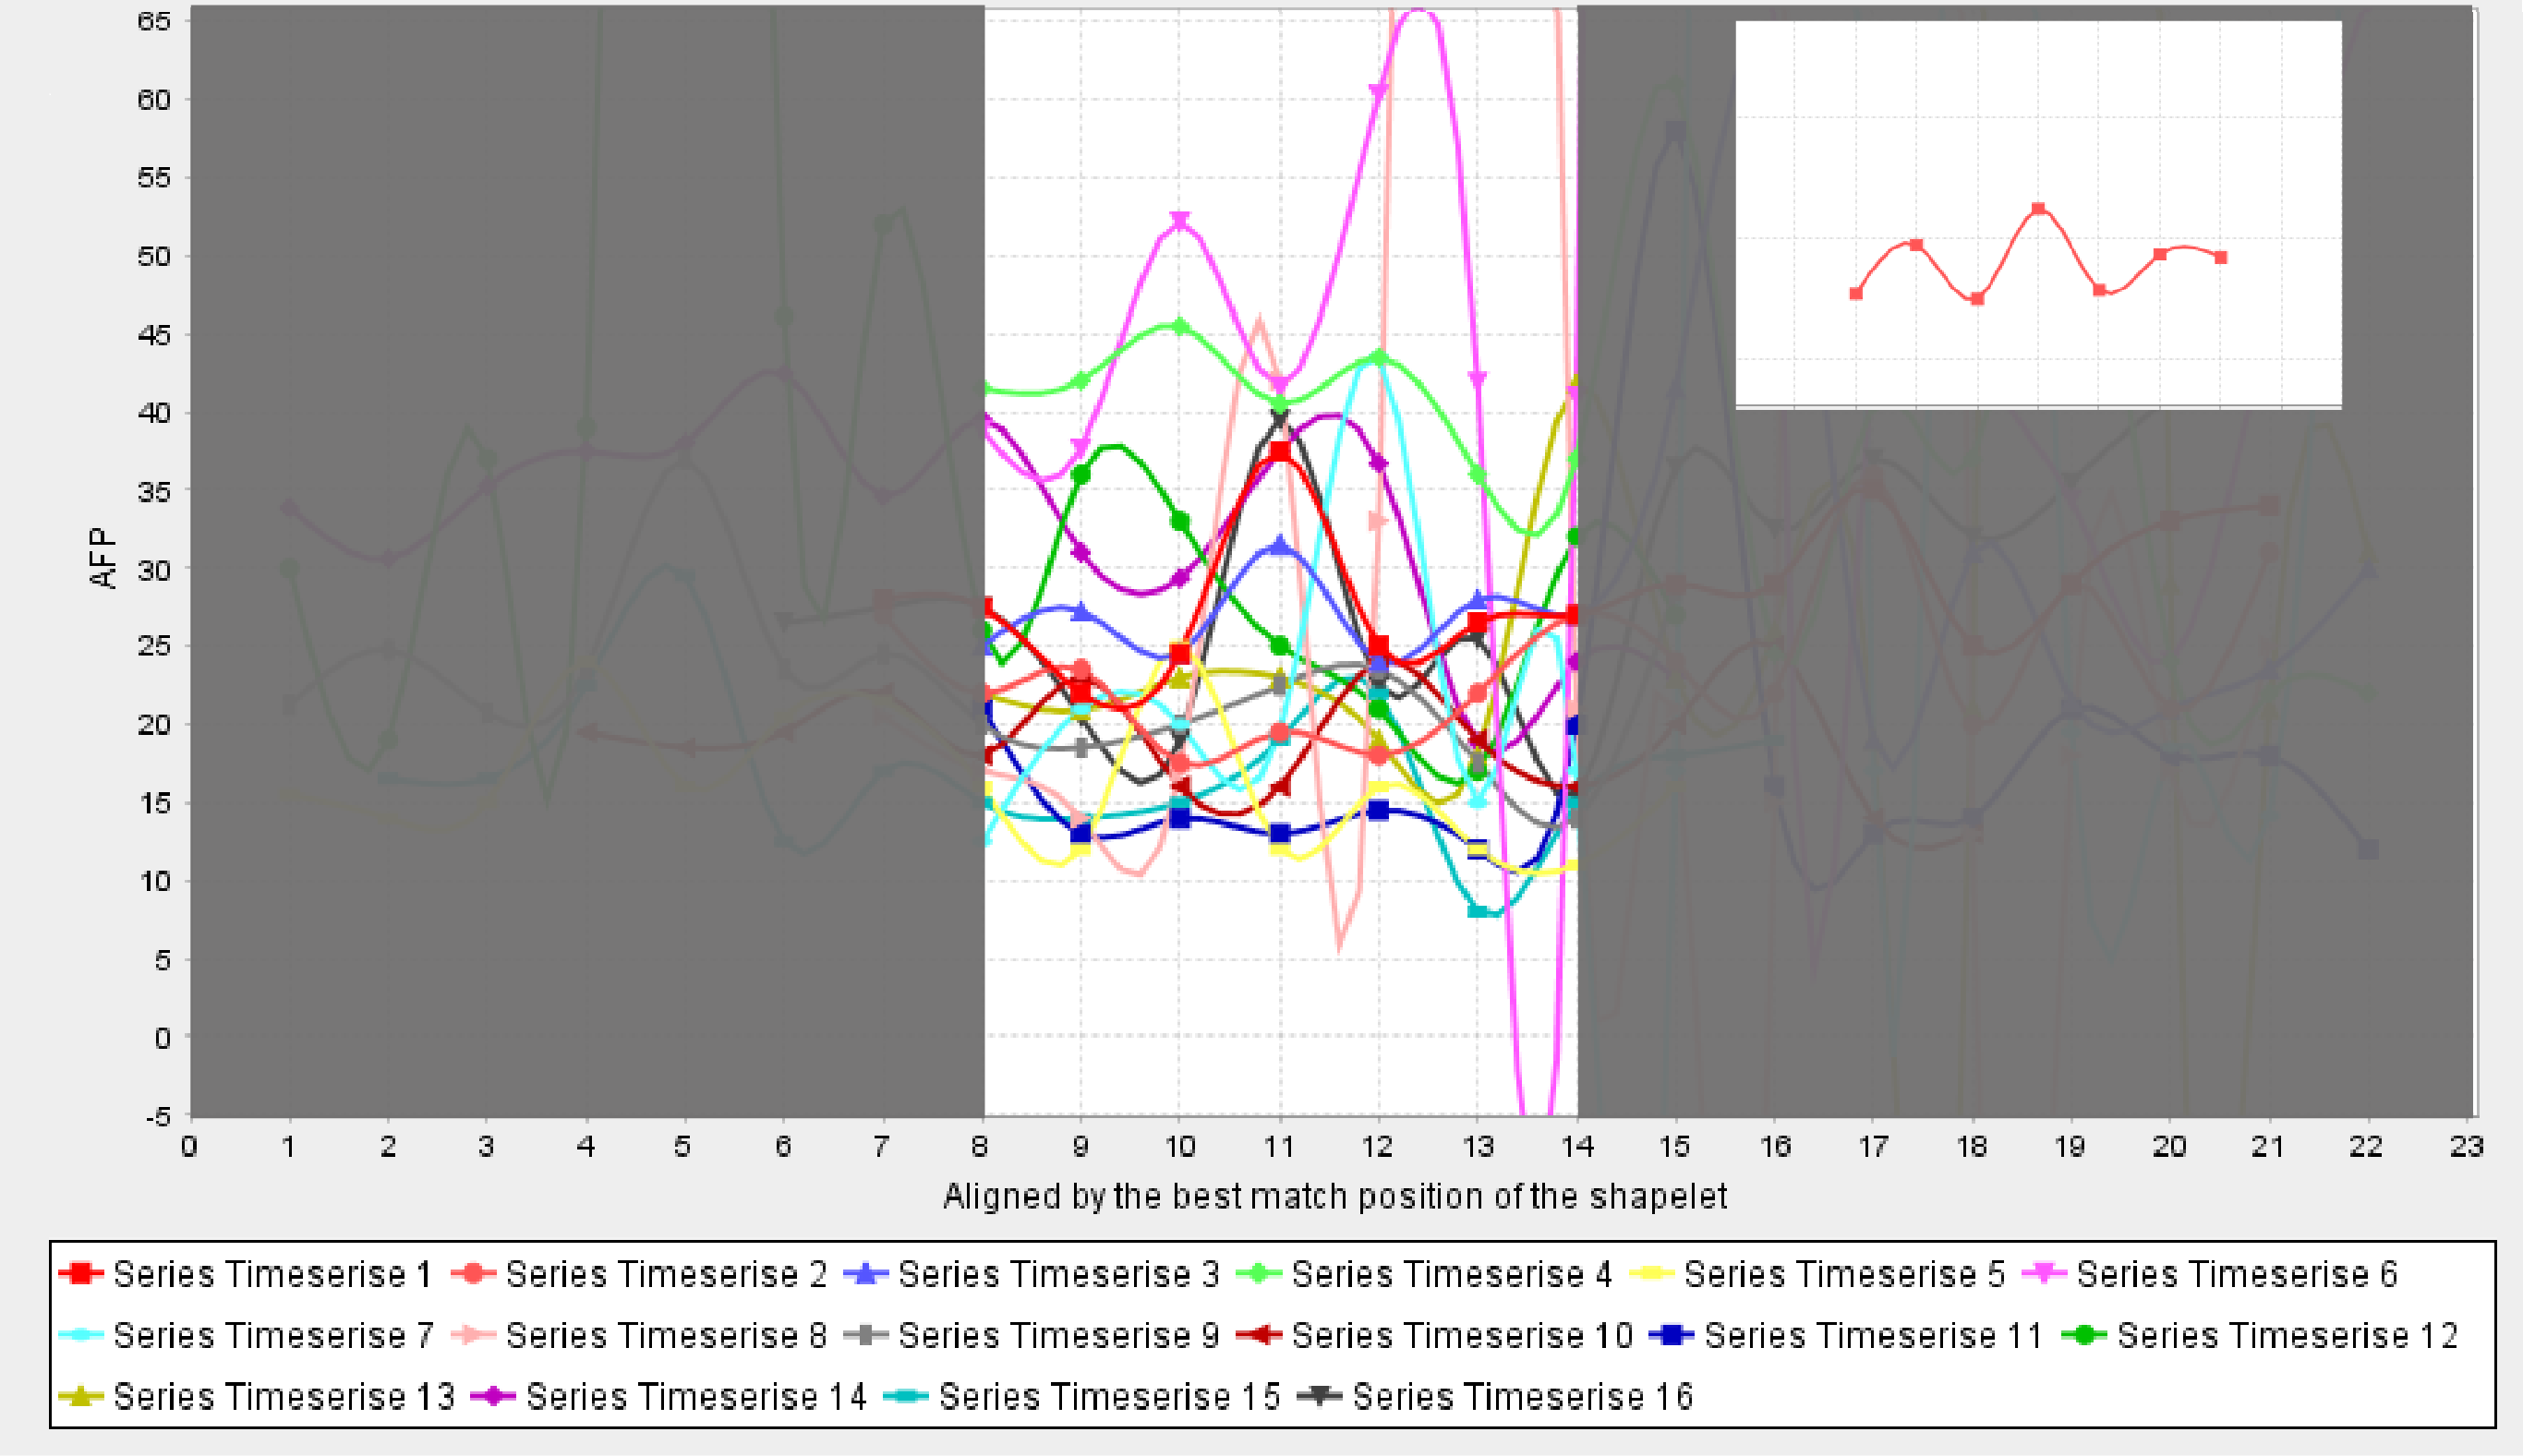 65
60
55
50
45
40
35
30
25
20
15
10
5
0
-5
AFP
0 1 2 3 4 5 6 7 8 9 10 11 12 13 14 15 16 17 18 19 20 21 22 23
Aligned by the best match position of the shapelet
Series Timeserise 1 Series Timeserise 2 Series Timeserise 3 Series Timeserise 4 Series Timeserise 5 Series Timeserise 6
Series Timeserise 7 Series Timeserise 8 Series Timeserise 9 Series Timeserise 10 Series Timeserise 11 Series Timeserise 12
Series Timeserise 13 Series Timeserise 14 Series Timeserise 15 Series Timeserise 16